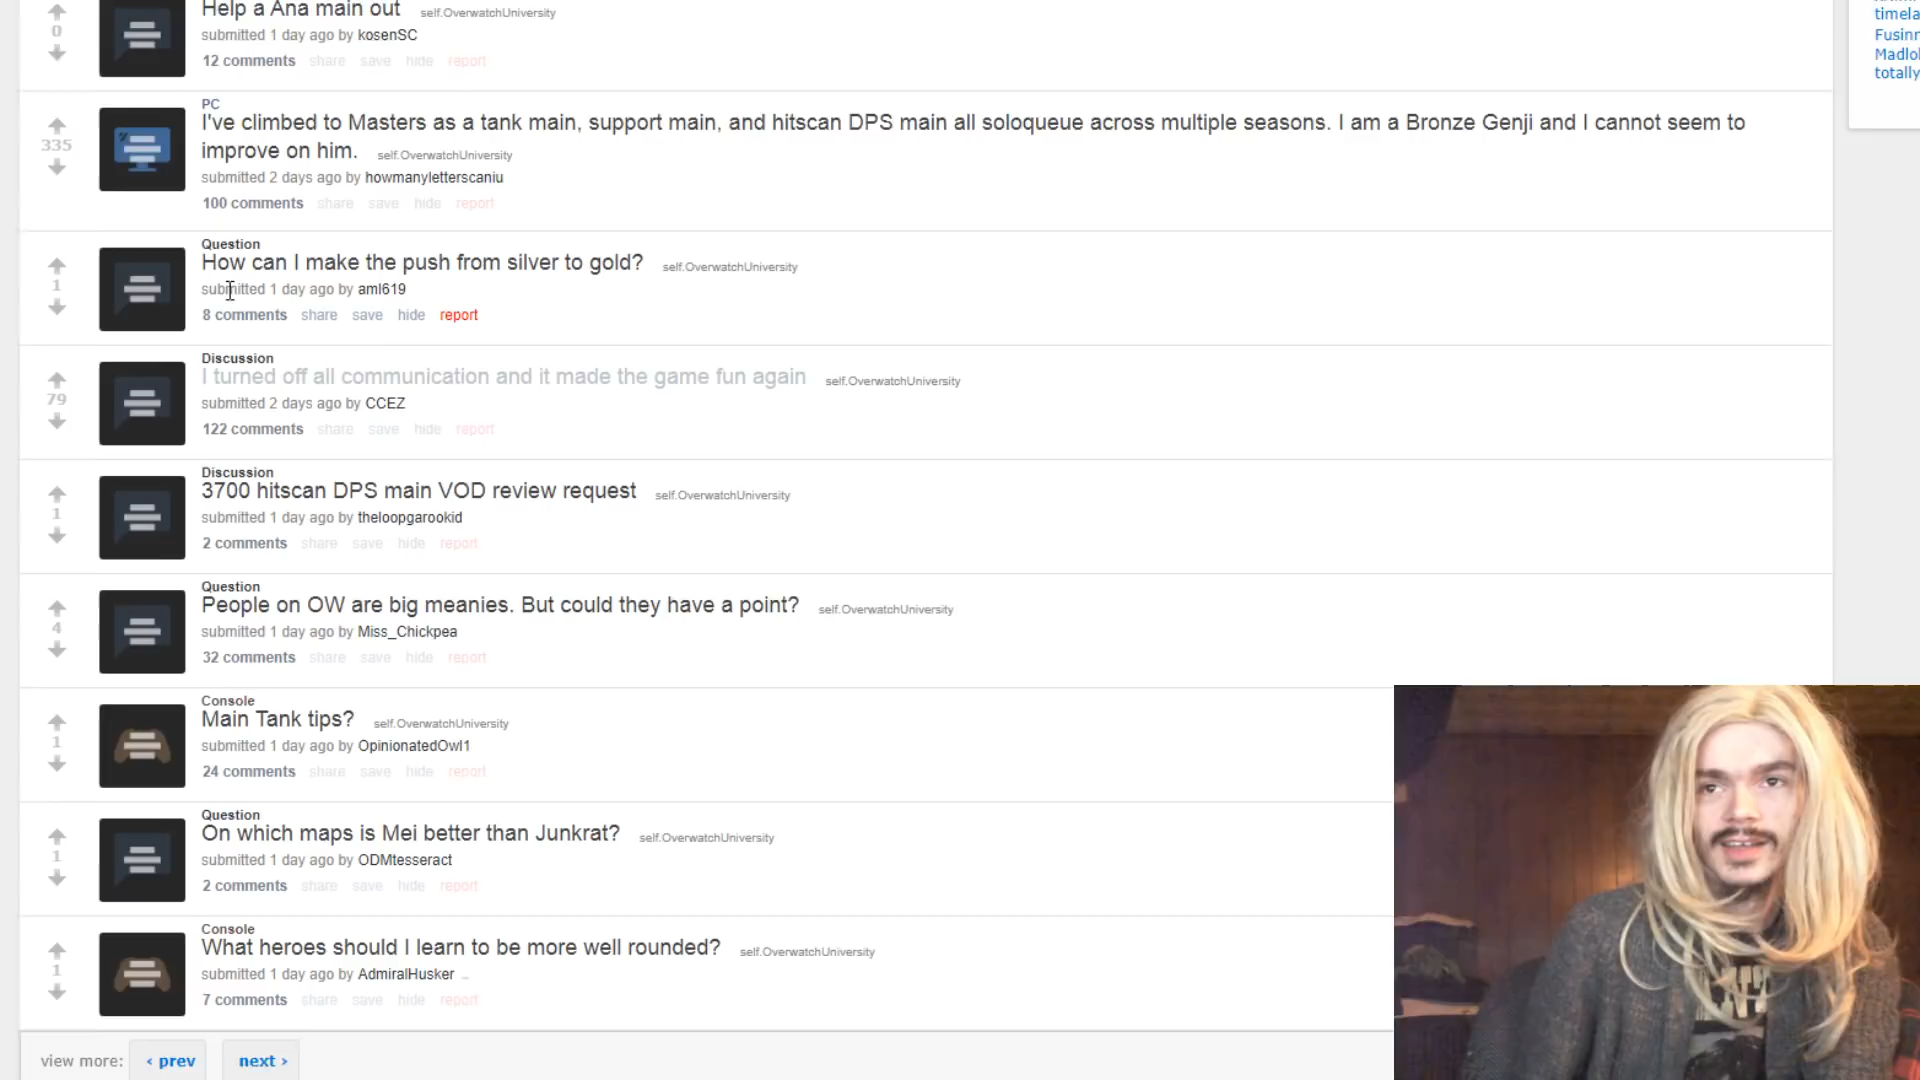 Help a Ana main out self.OverwatchUniversity
0
submitted 1 day ago by kosenSC
12 comments share save hide report
PC
I've climbed to Masters as a tank main, support main, and hitscan DPS main all soloqueue across multiple seasons. I am a Bronze Genji and I cannot seem to
335
improve on him. self.OverwatchUniversity
submitted 2 days ago by howmanyletterscaniu
100 comments share save hide report
Question
How can I make the push from silver to gold? self.OverwatchUniversity
1
submitted 1 day ago by aml619
8 comments share save hide report
Discussion
I turned off all communication and it made the game fun again self.OverwatchUniversity
79
submitted 2 days ago by CCEZ
122 comments share save hide report
Discussion
3700 hitscan DPS main VOD review request self.OverwatchUniversity
1
submitted 1 day ago by theloopgarookid
2 comments share save hide report
Question
People on OW are big meanies. But could they have a point? self.OverwatchUniversity
4
submitted 1 day ago by Miss_Chickpea
32 comments share save hide report
Console
Main Tank tips? self.OverwatchUniversity
1
submitted 1 day ago by OpinionatedOwl1
24 comments share save hide report
Question
On which maps is Mei better than Junkrat? self.OverwatchUniversity
1
submitted 1 day ago by ODMtesseract
2 comments share save hide report
Console
What heroes should I learn to be more well rounded? self.OverwatchUniversity
1
submitted 1 day ago by AdmiralHusker
7 comments share save hide report
view more: ‹ prev next ›
timela
Fusinn
Madlol
totally